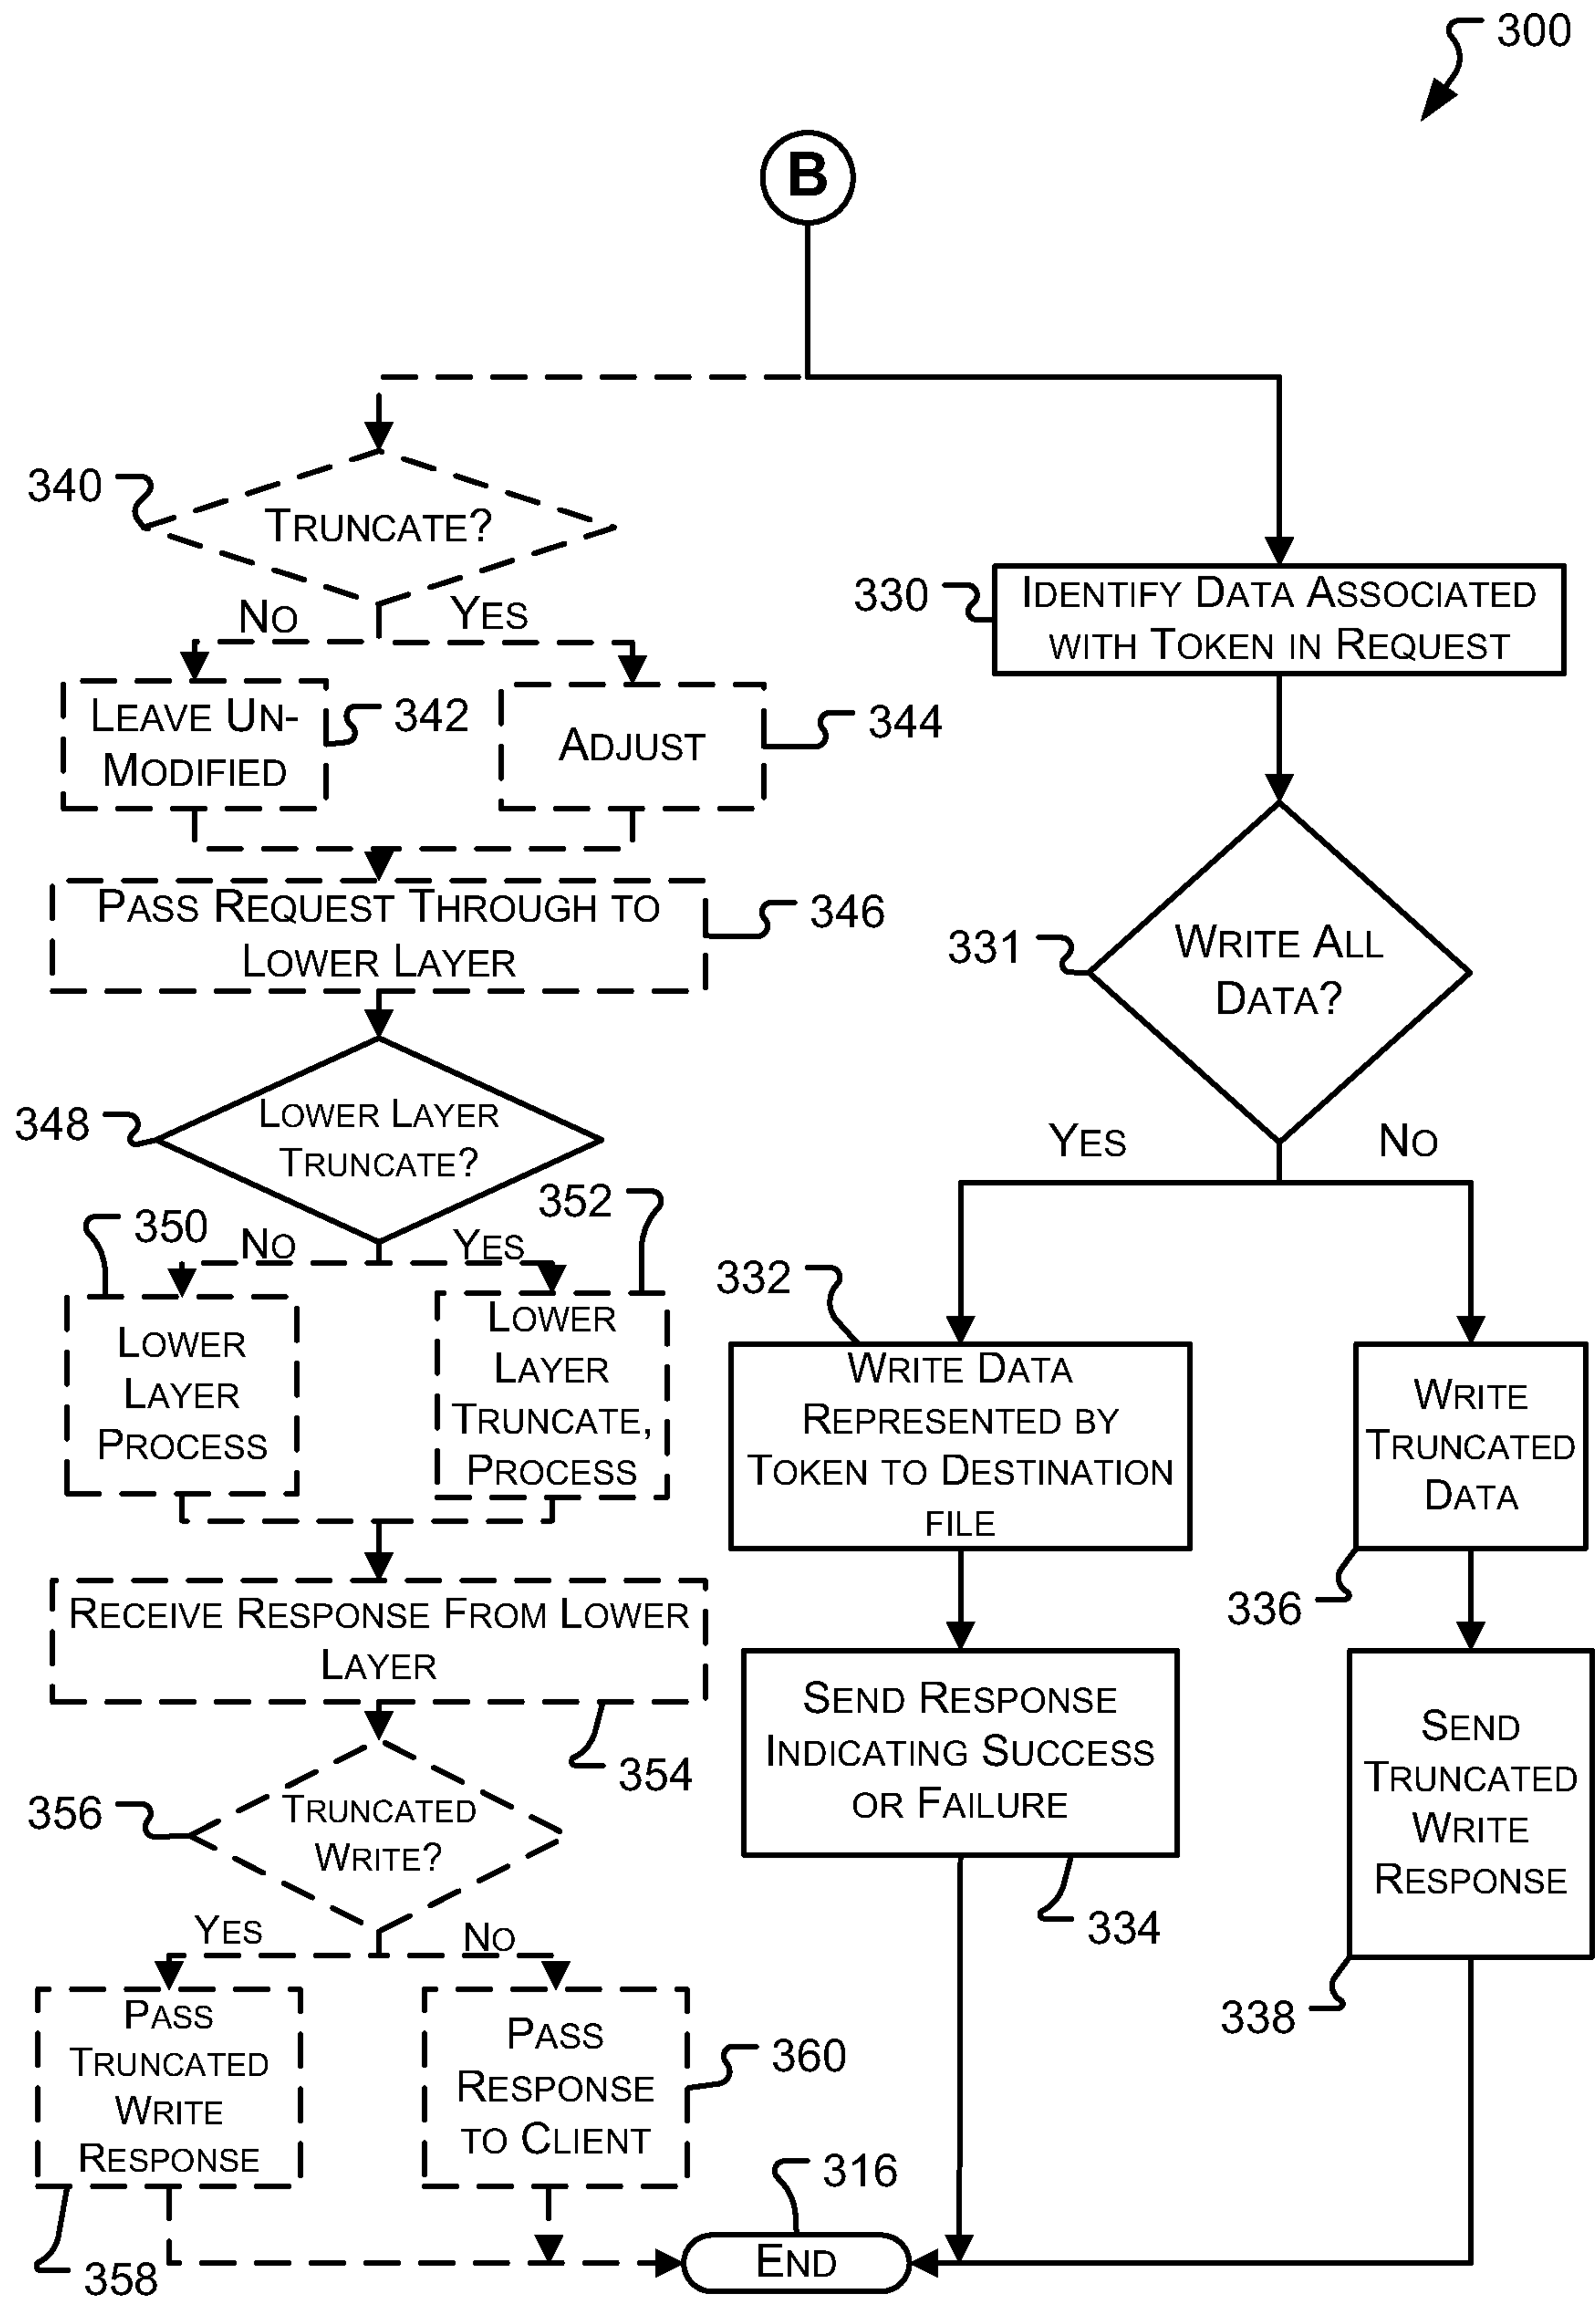 300
B
340
TRUNCATE?
NO
YES
330
IDENTIFY DATA ASSOCIATED
WITH TOKEN IN REQUEST
LEAVE UN-
MODIFIED
342
ADJUST
344
PASS REQUEST THROUGH TO
LOWER LAYER
346
331
WRITE ALL
DATA?
YES
NO
348
LOWER LAYER
TRUNCATE?
350
NO
YES
352
LOWER
LAYER
PROCESS
LOWER
LAYER
TRUNCATE,
PROCESS
332
WRITE DATA
REPRESENTED BY
TOKEN TO DESTINATION
FILE
WRITE
TRUNCATED
DATA
336
RECEIVE RESPONSE FROM LOWER
LAYER
354
SEND RESPONSE
INDICATING SUCCESS
OR FAILURE
334
SEND
TRUNCATED
WRITE
RESPONSE
338
356
TRUNCATED
WRITE?
YES
NO
PASS
TRUNCATED
WRITE
RESPONSE
358
PASS
RESPONSE
TO CLIENT
360
316
END